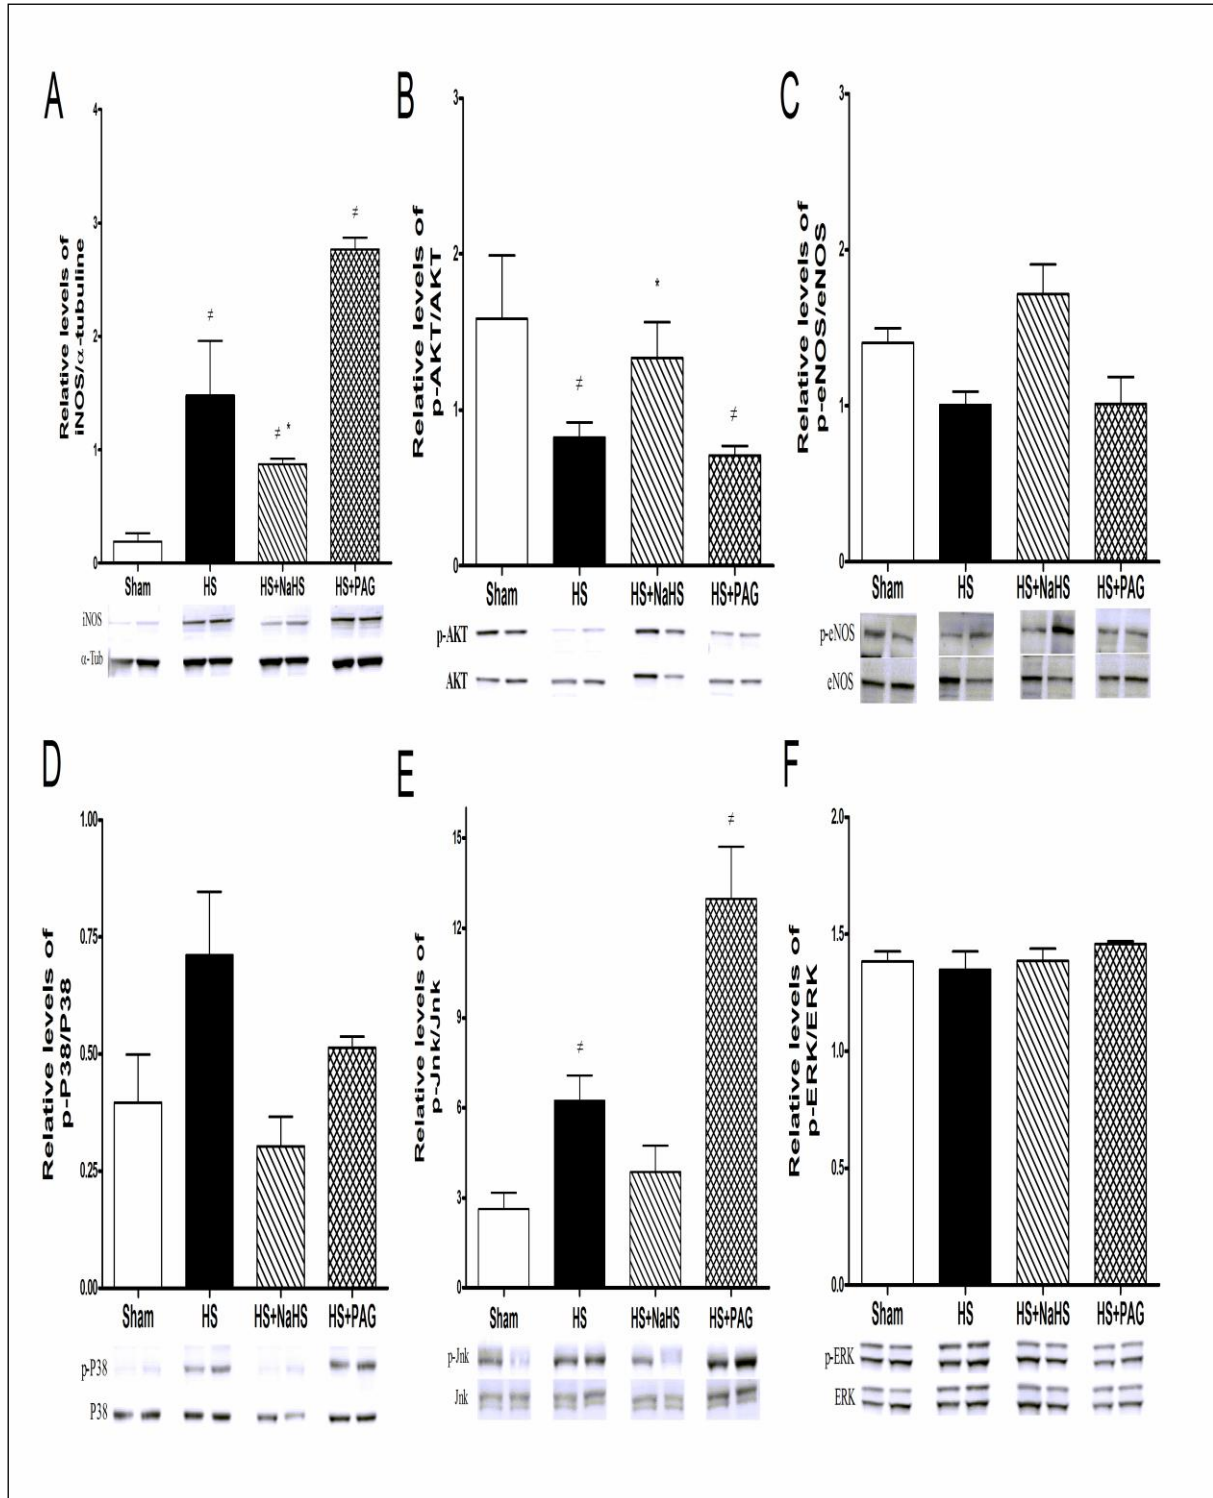 A
Relative levels of
iNOS/α-tubuline
4
3
2
1
0
≠
≠
≠ *
≠
Sham HS HS+NaHS HS+PAG
iNOS
α-Tub
B
Relative levels of
p-AKT/AKT
3
2
1
0
≠
*
≠
Sham HS HS+NaHS HS+PAG
p-AKT
AKT
C
Relative levels of
p-eNOS/eNOS
3
2
1
0
Sham HS HS+NaHS HS+PAG
p-eNOS
eNOS
D
Relative levels of
p-P38/P38
1.00
0.75
0.50
0.25
0.00
Sham HS HS+NaHS HS+PAG
p-P38
P38
E
Relative levels of
p-Jnk/Jnk
15
12
9
6
3
0
≠
≠
Sham HS HS+NaHS HS+PAG
p-Jnk
Jnk
F
Relative levels of
p-ERK/ERK
2.0
1.5
1.0
0.5
0.0
Sham HS HS+NaHS HS+PAG
p-ERK
ERK